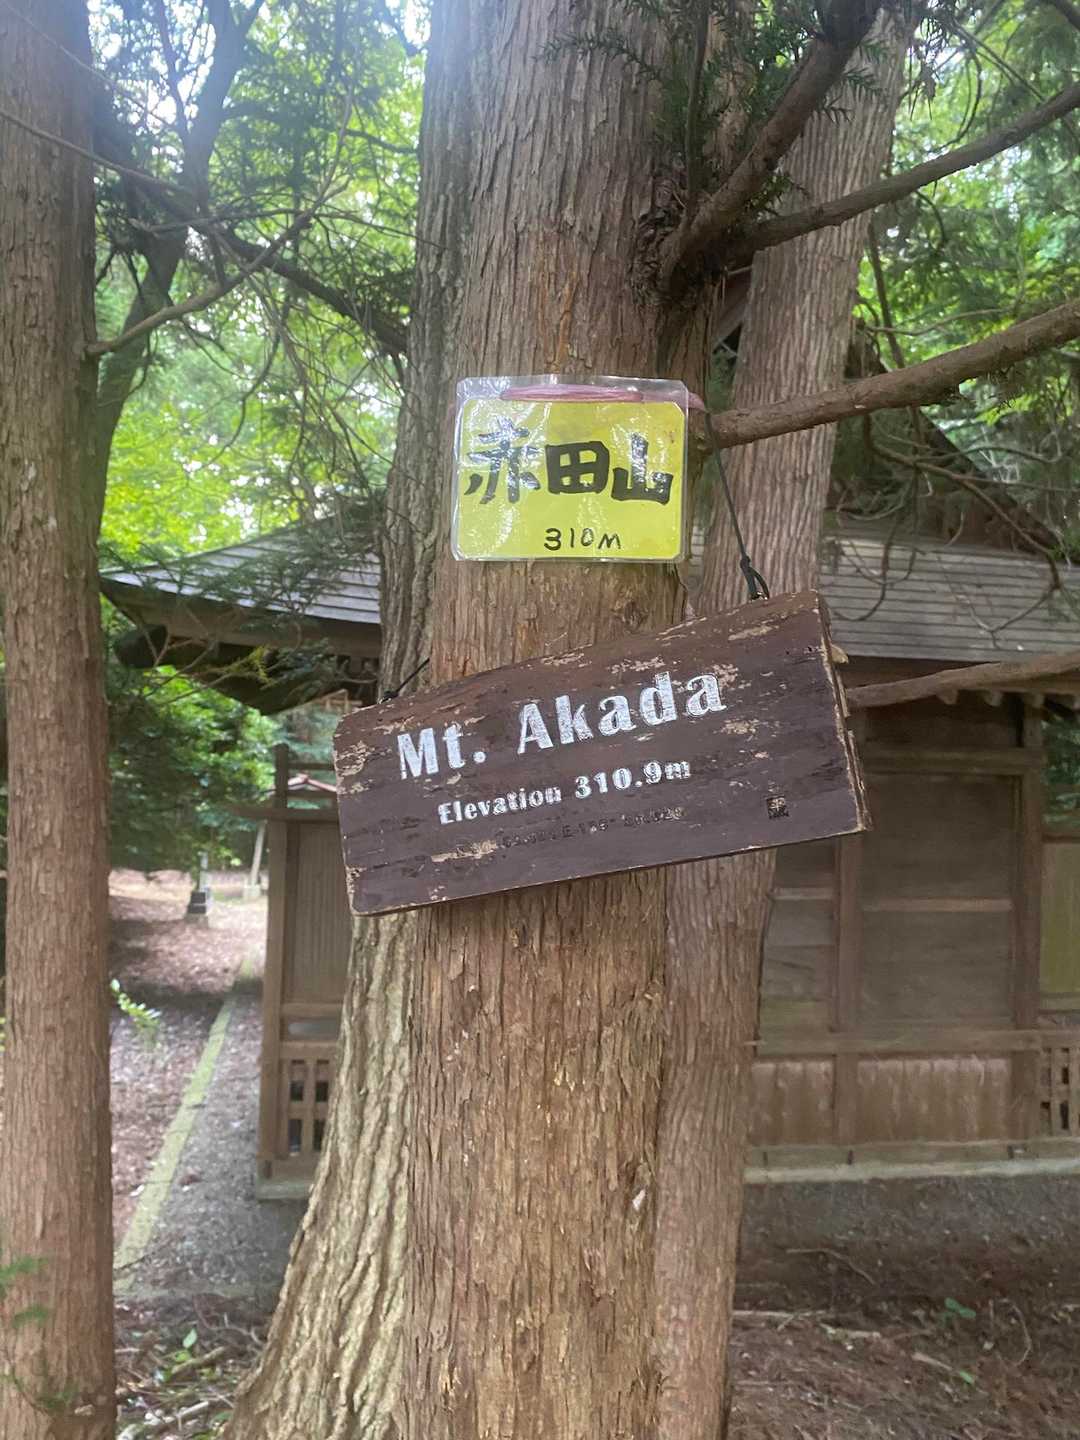 赤田山
310m
Mt. Akada
Elevation 310.9m